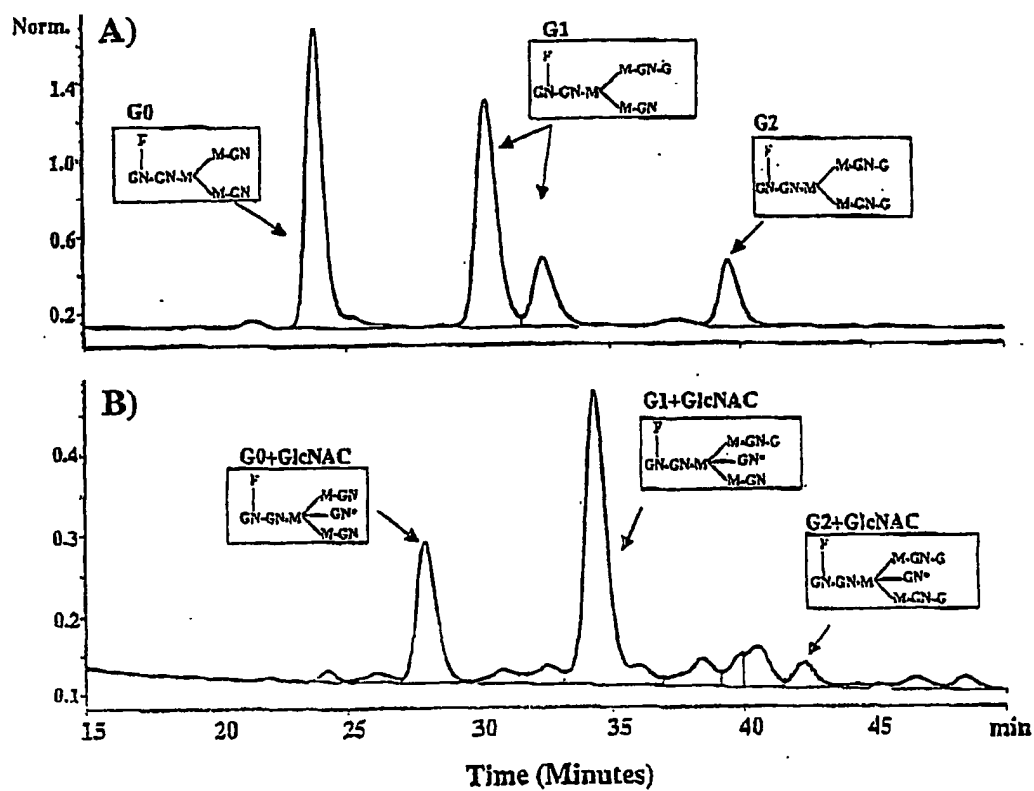 Norm.
A)
1.4
1.0
0.6
0.2
G0
F
GN-GN-M
M-GN
M-GN
G1
F
GN-GN-M
M-GN-G
M-GN
G2
F
GN-GN-M
M-GN-G
M-GN-G
B)
0.4
0.3
0.2
0.1
G0+GlcNAC
F
GN-GN-M
M-GN
GN*
M-GN
G1+GlcNAC
F
GN-GN-M
M-GN-G
GN*
M-GN
G2+GlcNAC
F
GN-GN-M
M-GN-G
GN*
M-GN-G
15 20 25 30 35 40 45 min
Time (Minutes)